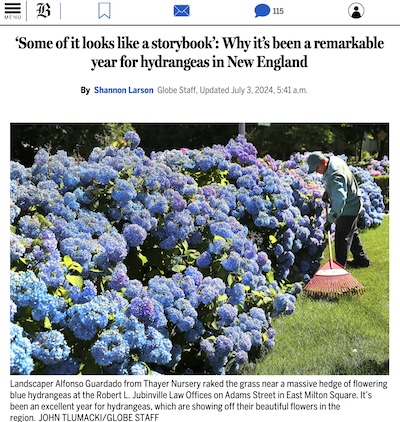 MENU
B
115
‘Some of it looks like a storybook’: Why it’s been a remarkable
year for hydrangeas in New England
By Shannon Larson Globe Staff, Updated July 3, 2024, 5:41 a.m.
Landscaper Alfonso Guardado from Thayer Nursery raked the grass near a massive hedge of flowering
blue hydrangeas at the Robert L. Jubinville Law Offices on Adams Street in East Milton Square. It's
been an excellent year for hydrangeas, which are showing off their beautiful flowers in the
region. JOHN TLUMACKI/GLOBE STAFF